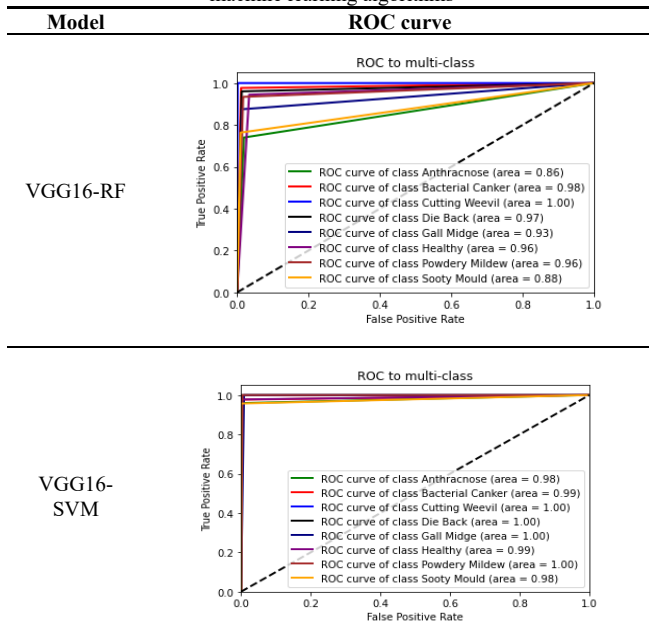 machine learning algorithms
Model ROC curve
VGG16-RF
ROC to multi-class
True Positive Rate
1.0
0.8
0.6
0.4
0.2
0.0
ROC curve of class Anthracnose (area = 0.86)
ROC curve of class Bacterial Canker (area = 0.98)
ROC curve of class Cutting Weevil (area = 1.00)
ROC curve of class Die Back (area = 0.97)
ROC curve of class Gall Midge (area = 0.93)
ROC curve of class Healthy (area = 0.96)
ROC curve of class Powdery Mildew (area = 0.96)
ROC curve of class Sooty Mould (area = 0.88)
0.0 0.2 0.4 0.6 0.8 1.0
False Positive Rate
VGG16-
SVM
ROC to multi-class
True Positive Rate
1.0
0.8
0.6
0.4
0.2
0.0
ROC curve of class Anthracnose (area = 0.98)
ROC curve of class Bacterial Canker (area = 0.99)
ROC curve of class Cutting Weevil (area = 1.00)
ROC curve of class Die Back (area = 1.00)
ROC curve of class Gall Midge (area = 1.00)
ROC curve of class Healthy (area = 0.99)
ROC curve of class Powdery Mildew (area = 1.00)
ROC curve of class Sooty Mould (area = 0.98)
0.0 0.2 0.4 0.6 0.8 1.0
False Positive Rate